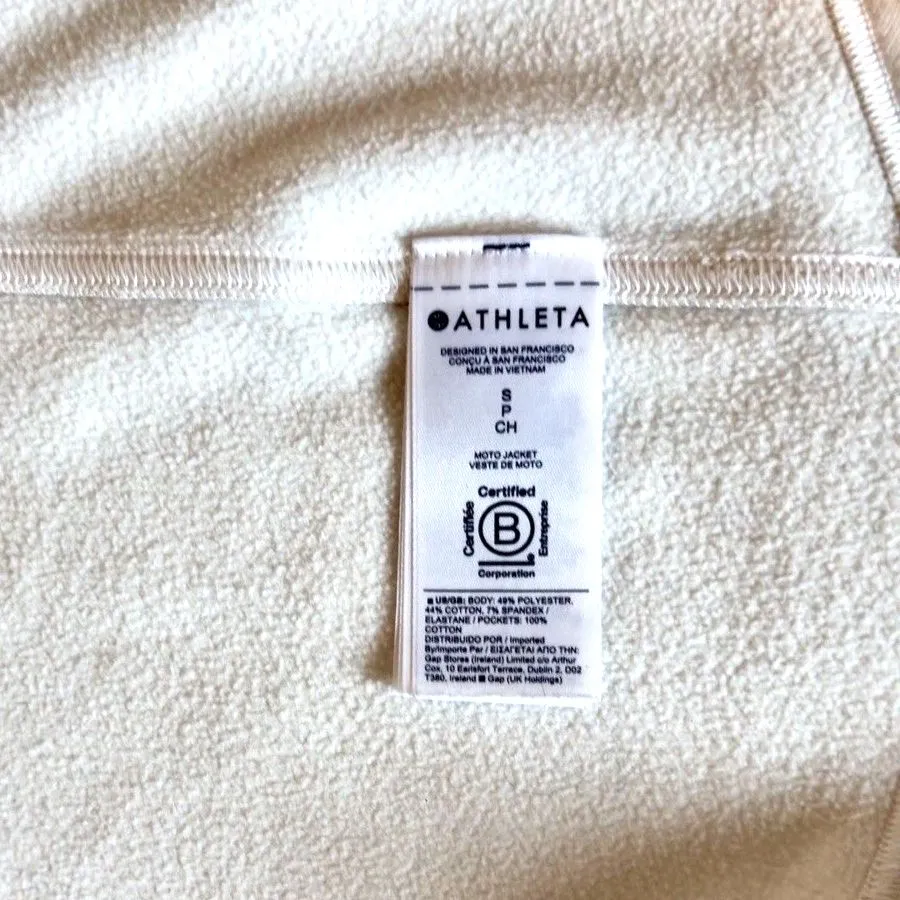 ATHLETA
DESIGNED IN SAN FRANCISCO
CONÇU À SAN FRANCISCO
MADE IN VIETNAM
S
P
CH
MOTO JACKET
VESTE DE MOTO
Certified
Certifiée
B
Entreprise
Corporation
US/GB: BODY: 49% POLYESTER,
44% COTTON, 7% SPANDEX /
ELASTANE / POCKETS: 100%
COTTON
DISTRIBUIDO POR / Imported
By/Importe Par / ΕΙΣΑΓΕΤΑΙ ΑΠΟ ΤΗΝ:
Gap Stores (Ireland) Limited c/o Arthur
Cox, 10 Earlsfort Terrace, Dublin 2, D02
T380, Ireland Gap (UK Holdings)